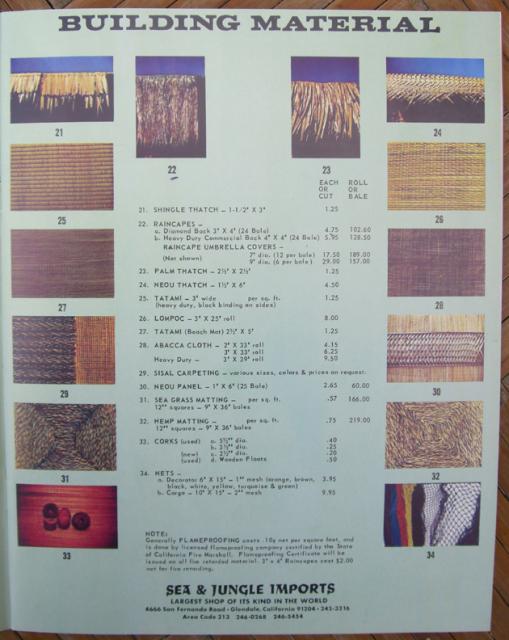 BUILDING MATERIAL
21
22
23
24
25
26
27
28
29
30
31
32
33
34
EACH OR CUT ROLL OR BALE
21. SHINGLE THATCH – 1-1/2" X 3" 1.25
22. RAINCAPES –
a. Diamond Back 3" X 4" (24 Bale) 4.75 102.60
b. Heavy Duty Commercial Back 4" X 4" (24 Bale) 5.95 128.50
RAINCAPE UMBRELLA COVERS –
(Not shown) 7" dia. (12 per bale) 17.50 189.00
9" dia. (6 per bale) 29.00 157.00
23. PALM THATCH – 2½" X 2½" 1.25
24. NEOU THATCH – 1½" X 6" 4.50
25. TATAMI – 3" wide per sq. ft. 1.25
(heavy duty, black binding on sides)
26. LOMPOC – 3" X 25" roll 8.00
27. TATAMI (Beach Mat) 2½" X 5" 1.25
28. ABACCA CLOTH – 2" X 33" roll 4.15
3" X 33" roll 6.25
Heavy Duty – 3" X 29" roll 9.50
29. SISAL CARPETING – various sizes, colors & prices on request.
30. NEOU PANEL – 1" X 6" (25 Bale) 2.65 60.00
31. SEA GRASS MATTING – per sq. ft. .57 166.00
12"" squares – 9" X 36" bales
32. HEMP MATTING – per sq. ft. .75 219.00
12"" squares – 9" X 36" bales
33. CORKS (used) a. 5½"" dia. .40
b. 3½"" dia. .25
(new) c. 2½"" dia. .20
(used) d. Wooden Floats .50
34. NETS –
a. Decorator 6" X 15" – 1"" mesh (orange, brown, 3.95
black, white, yellow, turquoise & green)
b. Cargo – 10" X 15" – 2"" mesh 9.95
NOTE:
Generally FLAMEPROOFING costs .10¢ net per square foot, and
is done by licensed flameproofing company certified by the State
of California Fire Marshall. Flameproofing Certificate will be
issued on all fire retarded material. 3" x 4" Raincapes cost $2.00
net for fire retarding.
SEA & JUNGLE IMPORTS
LARGEST SHOP OF ITS KIND IN THE WORLD
4666 San Fernando Road - Glendale, California 91204 - 242-3216
Area Code 213 246-0268 246-5454